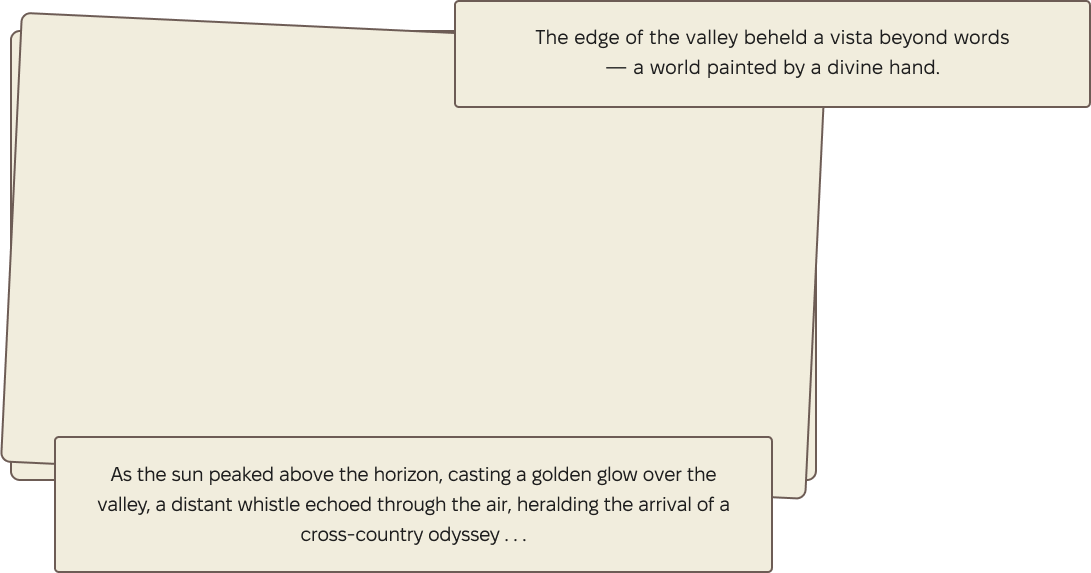 The edge of the valley beheld a vista beyond words
— a world painted by a divine hand.
As the sun peaked above the horizon, casting a golden glow over the
valley, a distant whistle echoed through the air, heralding the arrival of a
cross-country odyssey . . .